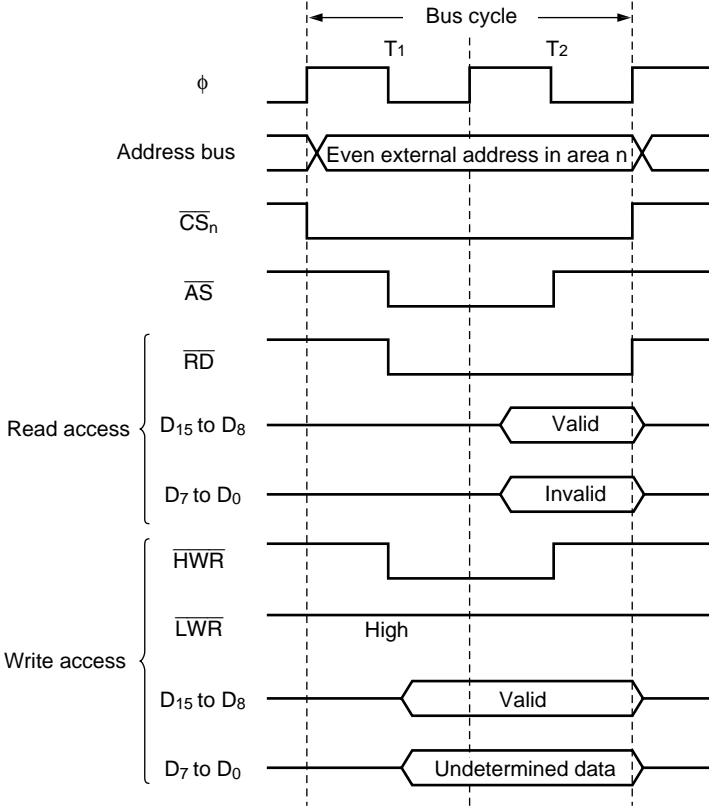 Bus cycle
T1 T2
ϕ
Address bus Even external address in area n
CSn
AS
RD
Read access D15 to D8 Valid
D7 to D0 Invalid
HWR
LWR High
Write access
D15 to D8 Valid
D7 to D0 Undetermined data